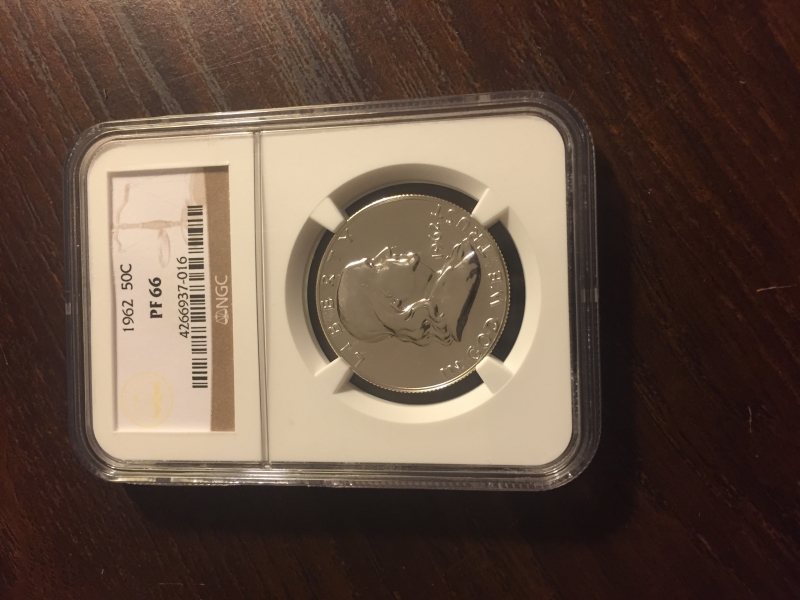 1962 50C
PF 66
4266937-016
NGC
LIBERTY
IN GOD WE TRUST
1962